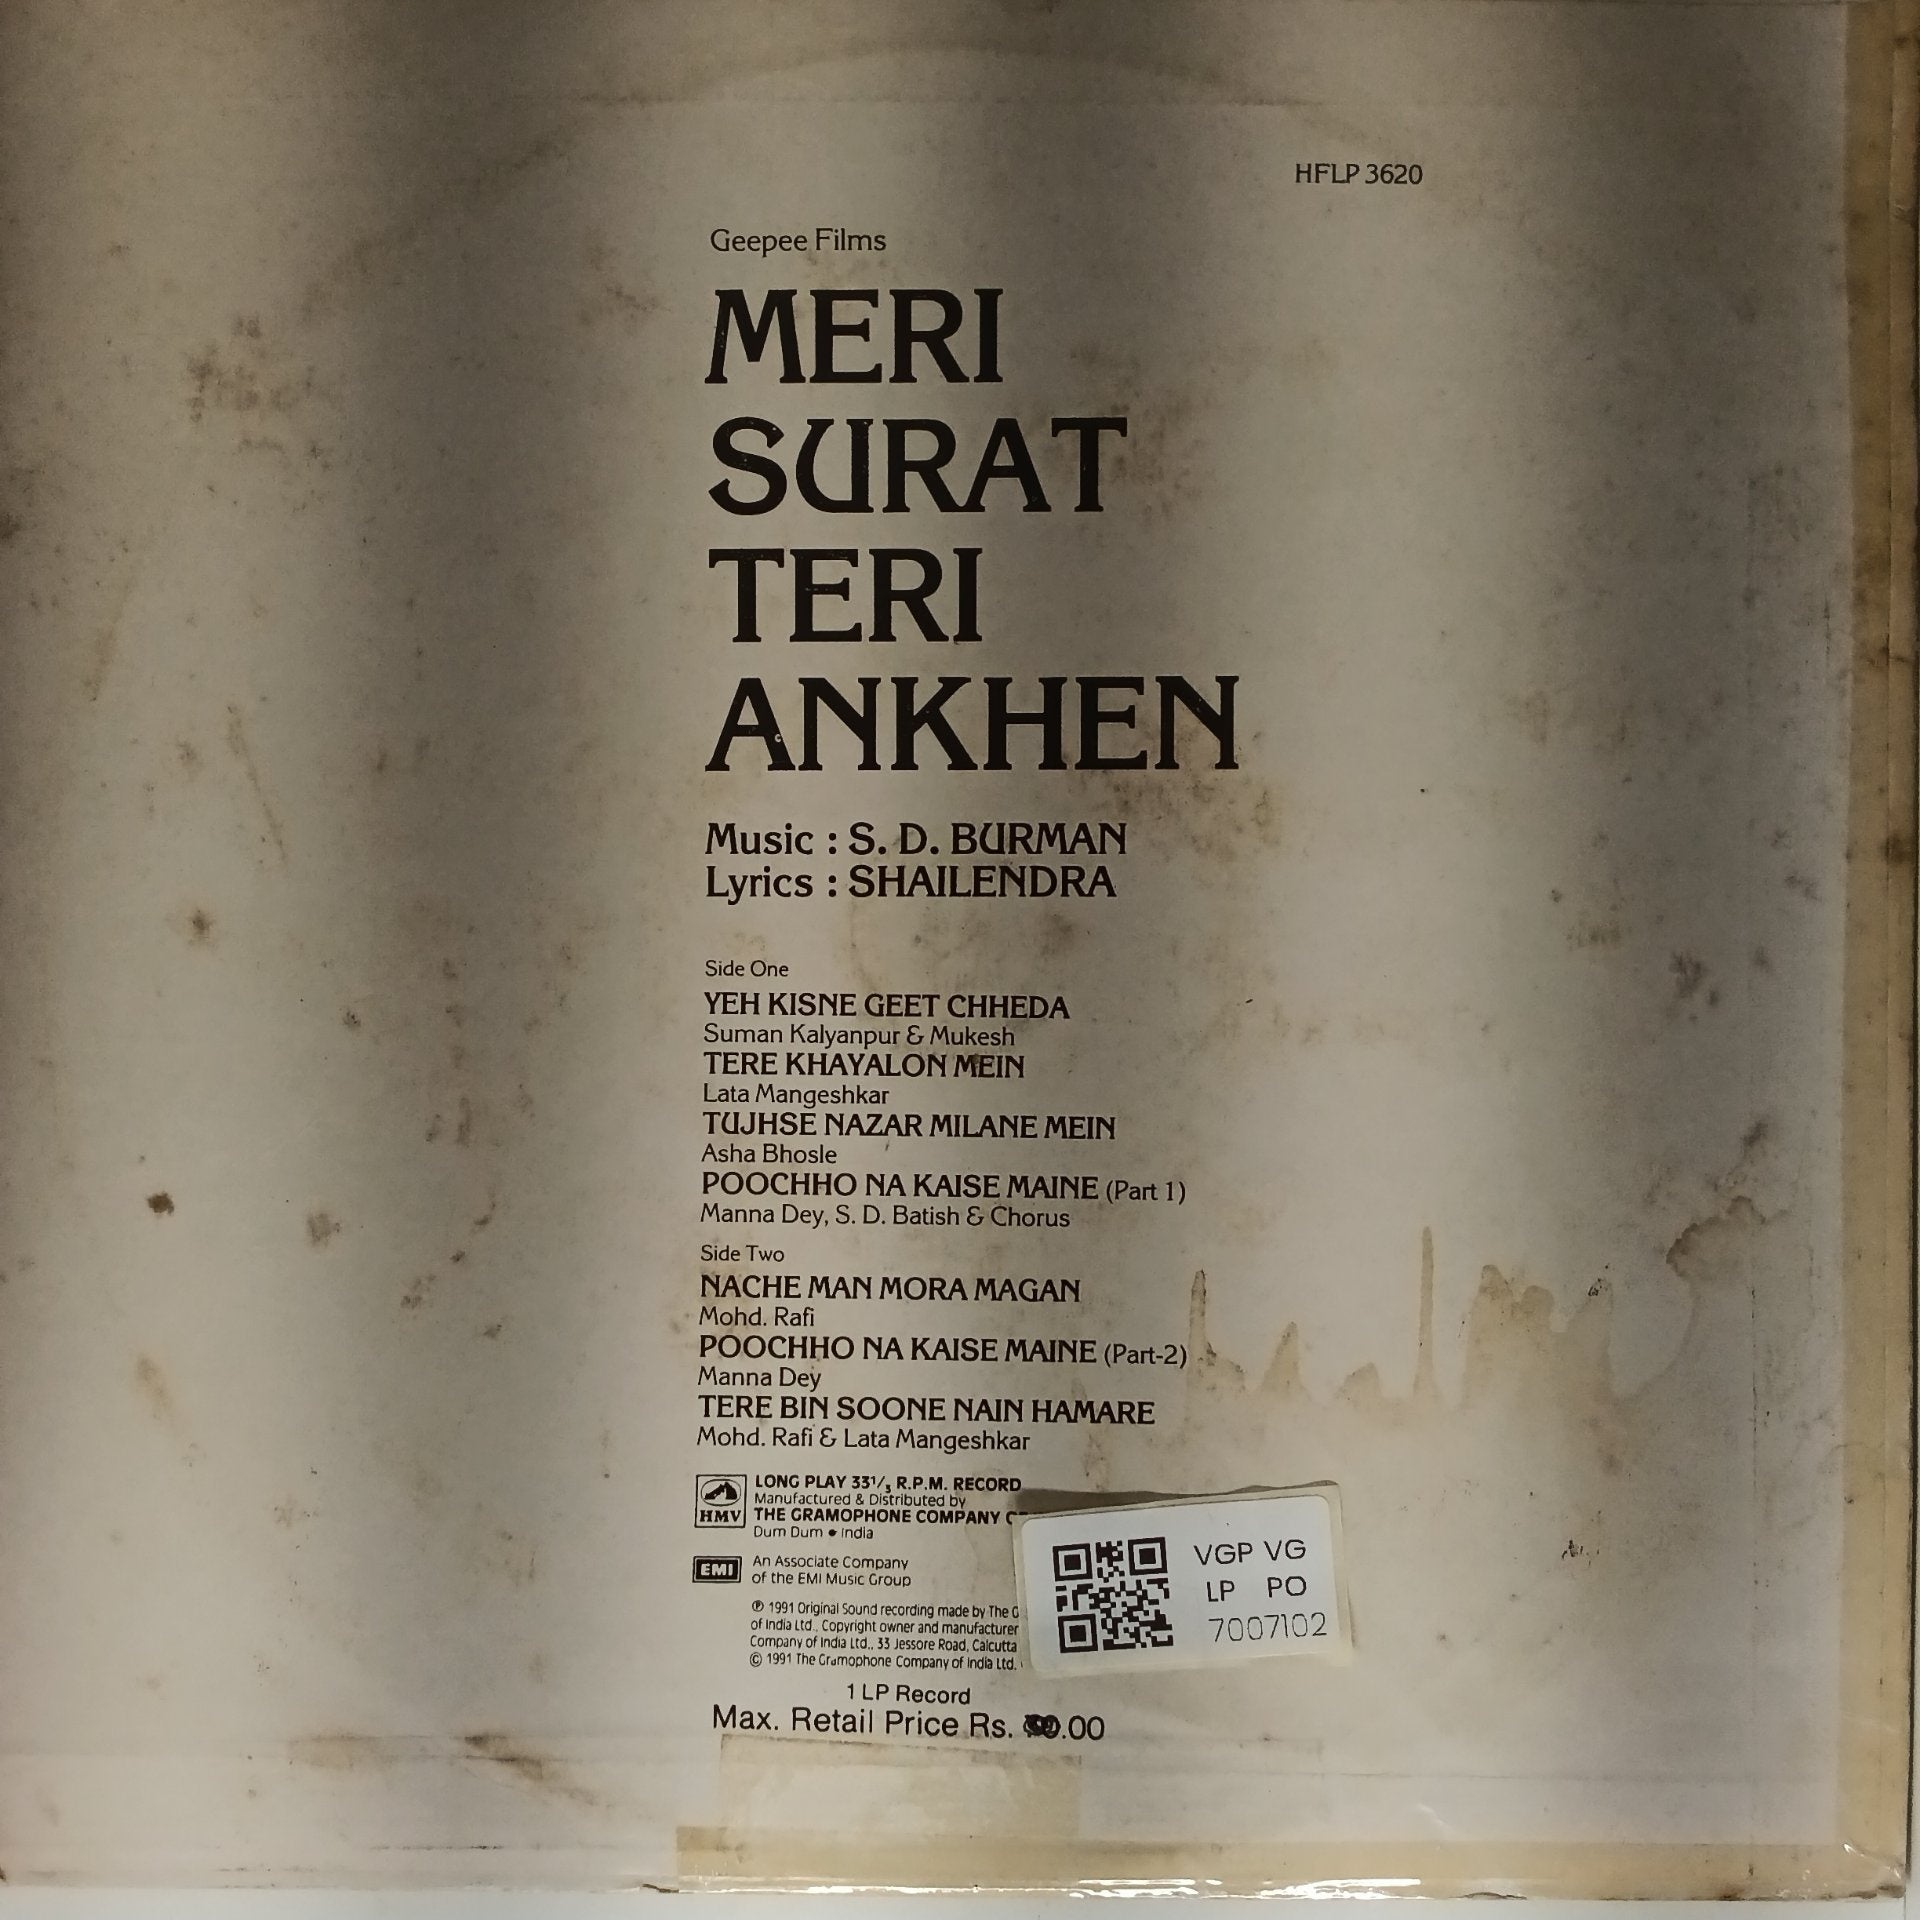 HFLP 3620
Geepee Films
MERI
SURAT
TERI
ANKHEN
Music : S. D. BURMAN
Lyrics : SHAILENDRA
Side One
YEH KISNE GEET CHHEDA
Suman Kalyanpur & Mukesh
TERE KHAYALON MEIN
Lata Mangeshkar
TUJHSE NAZAR MILANE MEIN
Asha Bhosle
POOCHHO NA KAISE MAINE (Part 1)
Manna Dey, S. D. Batish & Chorus
Side Two
NACHE MAN MORA MAGAN
Mohd. Rafi
POOCHHO NA KAISE MAINE (Part-2)
Manna Dey
TERE BIN SOONE NAIN HAMARE
Mohd. Rafi & Lata Mangeshkar
HMV
LONG PLAY 33 1/3 R.P.M. RECORD
Manufactured & Distributed by
THE GRAMOPHONE COMPANY
Dum Dum • India
EMI
An Associate Company
of the EMI Music Group
℗ 1991 Original Sound recording made by The G
of India Ltd.. Copyright owner and manufacturer
Company of India Ltd., 33 Jessore Road, Calcutta
© 1991 The Gramophone Company of India Ltd.
1 LP Record
Max. Retail Price Rs. .00
VGP VG
LP PO
7007102